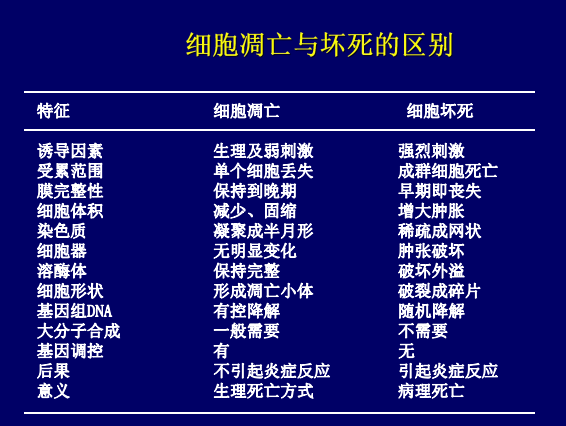 细胞凋亡与坏死的区别
特征 细胞凋亡 细胞坏死
诱导因素 生理及弱刺激 强烈刺激
受累范围 单个细胞丢失 成群细胞死亡
膜完整性 保持到晚期 早期即丧失
细胞体积 减少、固缩 增大肿胀
染色质 凝聚成半月形 稀疏成网状
细胞器 无明显变化 肿张破坏
溶酶体 保持完整 破坏外溢
细胞形状 形成凋亡小体 破裂成碎片
基因组DNA 有控降解 随机降解
大分子合成 一般需要 不需要
基因调控 有 无
后果 不引起炎症反应 引起炎症反应
意义 生理死亡方式 病理死亡